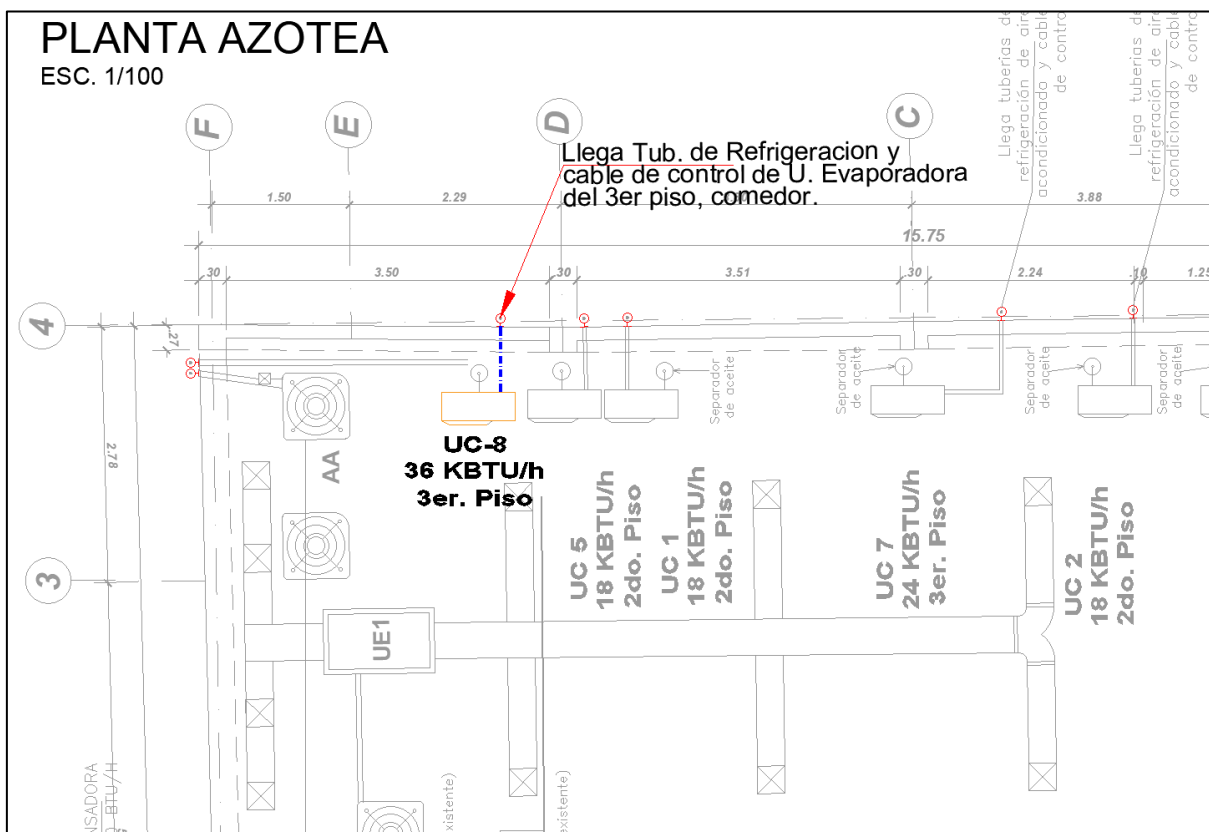 PLANTA AZOTEA
ESC. 1/100
F
E
D
C
Llega tuberias de
refrigeración de aire
acondicionado y cable
de control
Llega tuberias de
refrigeración de aire
acondicionado y cable
de control
Llega Tub. de Refrigeracion y
cable de control de U. Evaporadora
del 3er piso, comedor.
1.50
2.29
3.88
15.75
.30
3.50
.30
3.51
.30
2.24
.10
1.25
4
.27
2.78
3
Separador
de aceite
Separador
de aceite
Separador
de aceite
Separador
de aceite
UC-8
36 KBTU/h
3er. Piso
AA
UC 5
18 KBTU/h
2do. Piso
UC 1
18 KBTU/h
2do. Piso
UC 7
24 KBTU/h
3er. Piso
UC 2
18 KBTU/h
2do. Piso
UE1
NSADORA
BTU/H
existente)
existente)